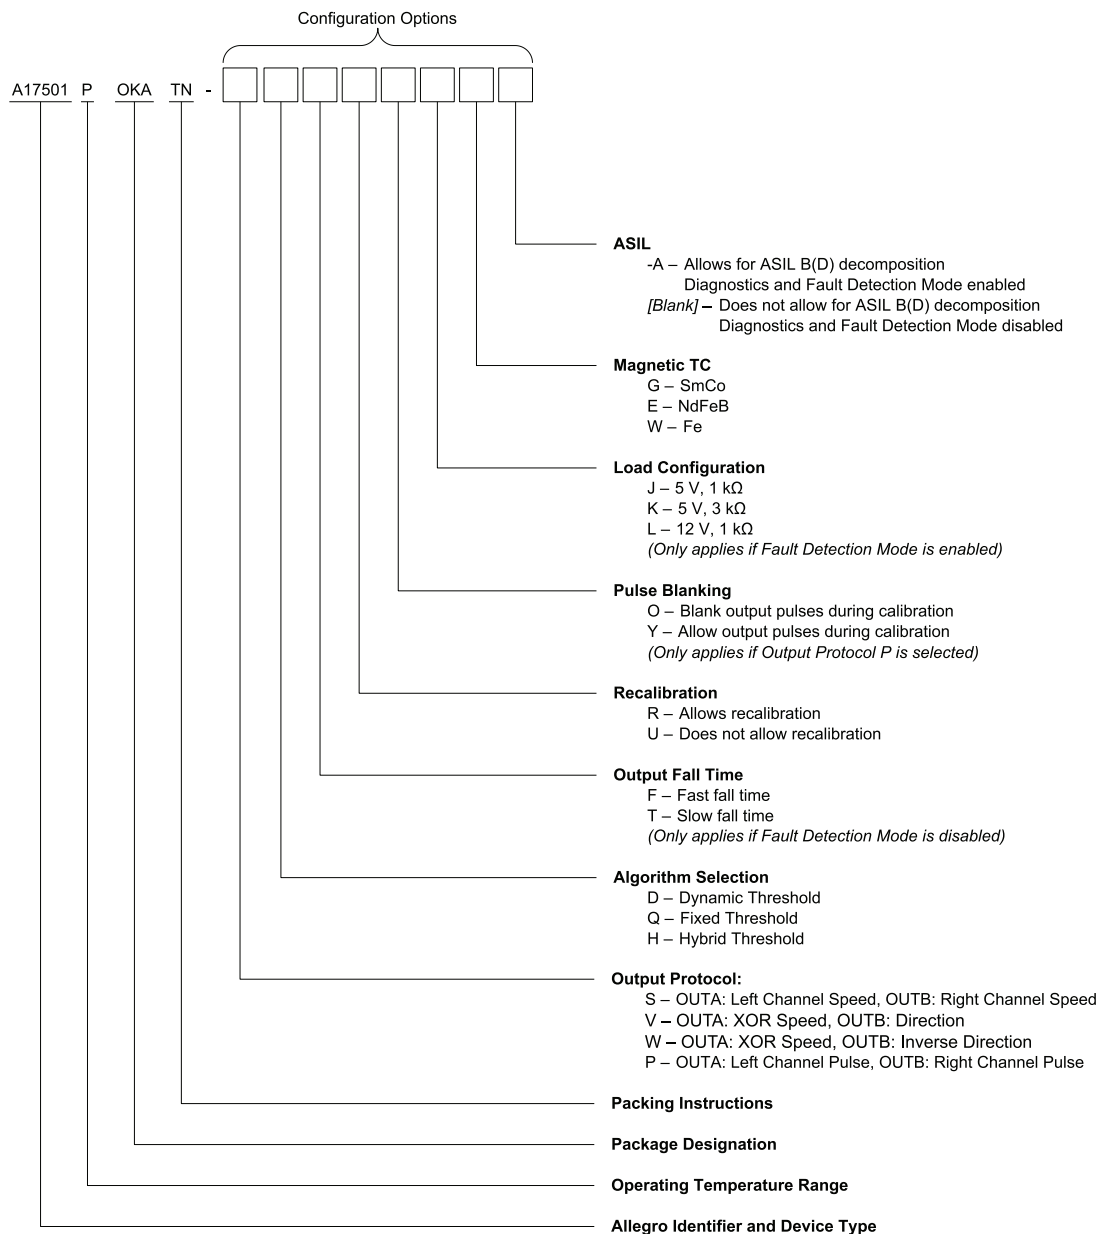 Configuration Options
A17501 P OKA TN -
ASIL
-A – Allows for ASIL B(D) decomposition
Diagnostics and Fault Detection Mode enabled
[Blank] – Does not allow for ASIL B(D) decomposition
Diagnostics and Fault Detection Mode disabled
Magnetic TC
G – SmCo
E – NdFeB
W – Fe
Load Configuration
J – 5 V, 1 kΩ
K – 5 V, 3 kΩ
L – 12 V, 1 kΩ
(Only applies if Fault Detection Mode is enabled)
Pulse Blanking
O – Blank output pulses during calibration
Y – Allow output pulses during calibration
(Only applies if Output Protocol P is selected)
Recalibration
R – Allows recalibration
U – Does not allow recalibration
Output Fall Time
F – Fast fall time
T – Slow fall time
(Only applies if Fault Detection Mode is disabled)
Algorithm Selection
D – Dynamic Threshold
Q – Fixed Threshold
H – Hybrid Threshold
Output Protocol:
S – OUTA: Left Channel Speed, OUTB: Right Channel Speed
V – OUTA: XOR Speed, OUTB: Direction
W – OUTA: XOR Speed, OUTB: Inverse Direction
P – OUTA: Left Channel Pulse, OUTB: Right Channel Pulse
Packing Instructions
Package Designation
Operating Temperature Range
Allegro Identifier and Device Type